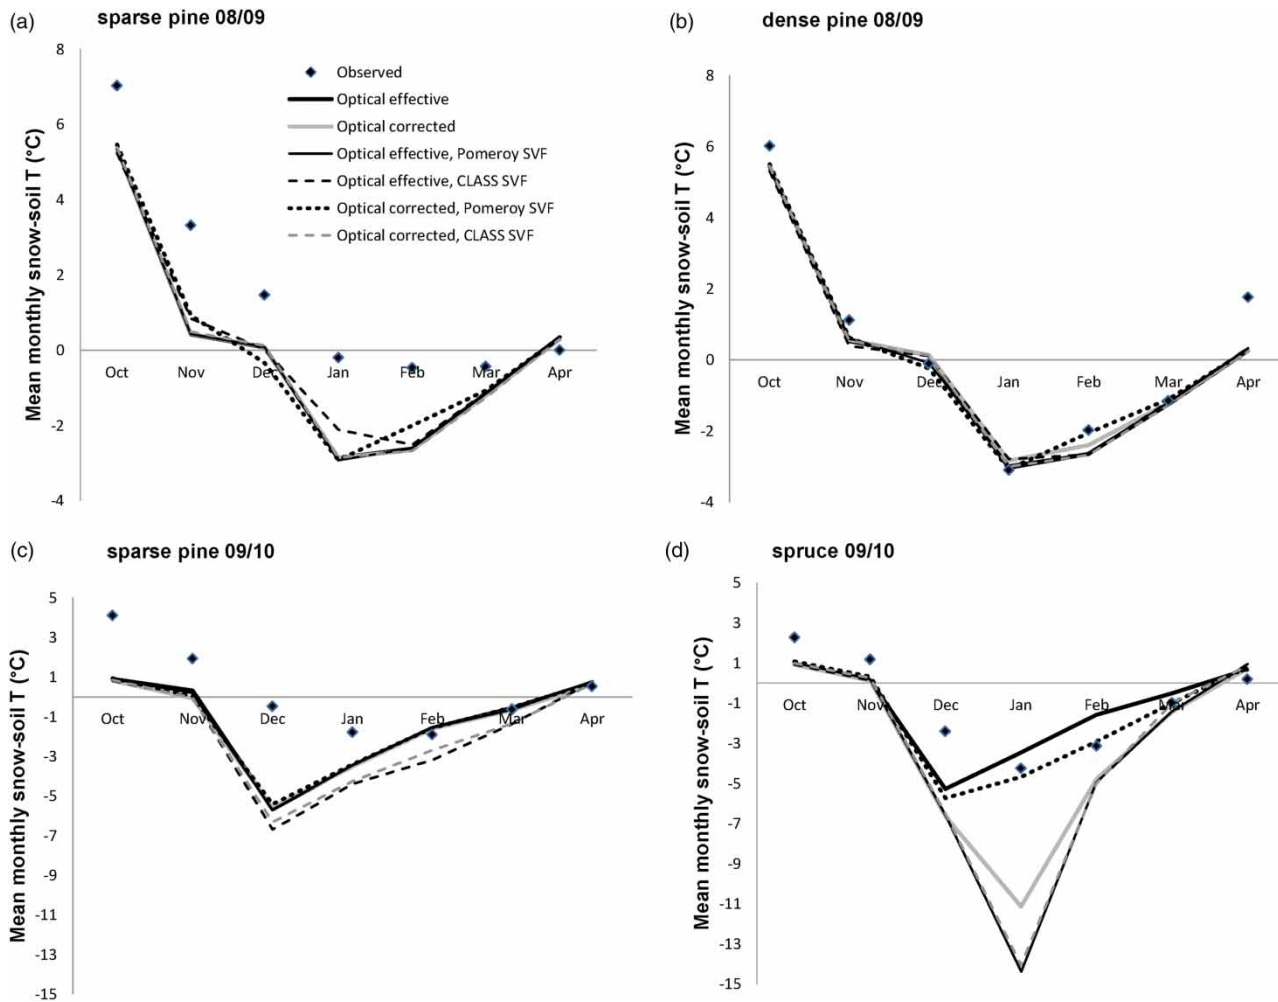 (a) sparse pine 08/09
Mean monthly snow-soil T (°C)
8
6
4
2
0
-2
-4
Oct Nov Dec Jan Feb Mar Apr
Observed
Optical effective
Optical corrected
Optical effective, Pomeroy SVF
Optical effective, CLASS SVF
Optical corrected, Pomeroy SVF
Optical corrected, CLASS SVF
(b) dense pine 08/09
Mean monthly snow-soil T (°C)
8
6
4
2
0
-2
-4
Oct Nov Dec Jan Feb Mar Apr
(c) sparse pine 09/10
Mean monthly snow-soil T (°C)
5
3
1
-1
-3
-5
-7
-9
-11
-13
-15
Oct Nov Dec Jan Feb Mar Apr
(d) spruce 09/10
Mean monthly snow-soil T (°C)
5
3
1
-1
-3
-5
-7
-9
-11
-13
-15
Oct Nov Dec Jan Feb Mar Apr